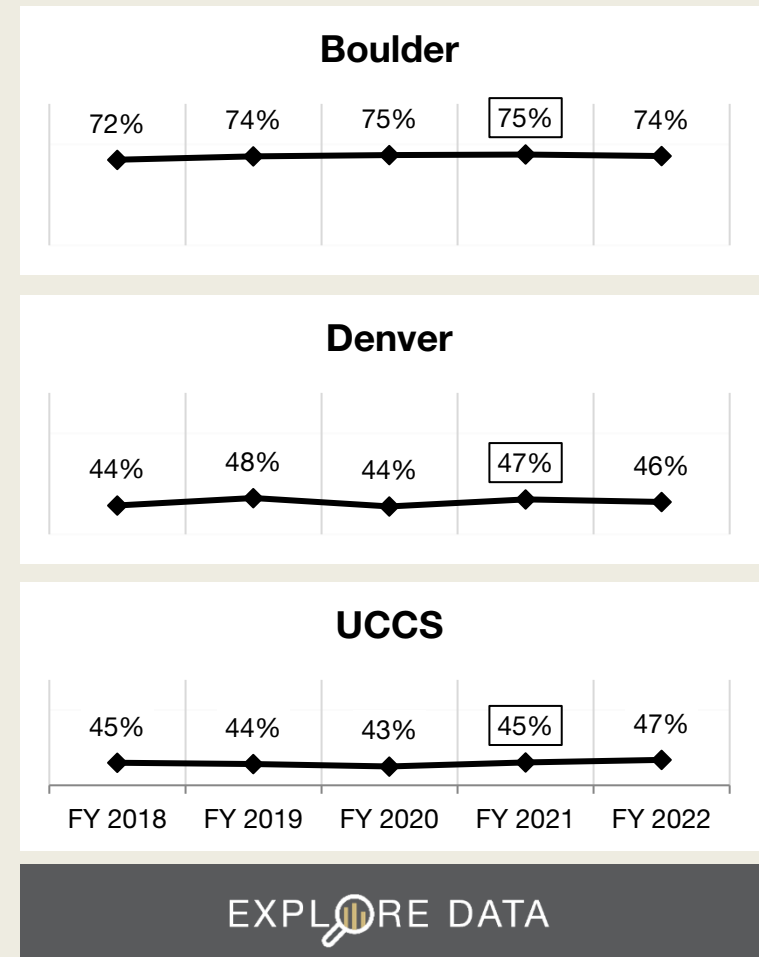 Boulder
72% 74% 75% 75% 74%
Denver
44% 48% 44% 47% 46%
UCCS
45% 44% 43% 45% 47%
FY 2018 FY 2019 FY 2020 FY 2021 FY 2022
EXPLORE DATA